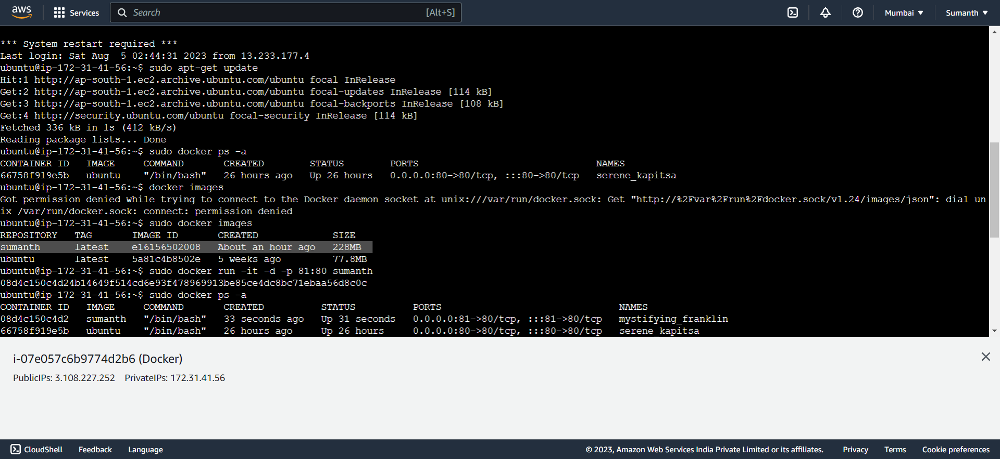 aws Services Search [Alt+S] Mumbai ▼ Sumanth ▼
*** System restart required ***
Last login: Sat Aug  5 02:44:31 2023 from 13.233.177.4
ubuntu@ip-172-31-41-56:~$ sudo apt-get update
Hit:1 http://ap-south-1.ec2.archive.ubuntu.com/ubuntu focal InRelease
Get:2 http://ap-south-1.ec2.archive.ubuntu.com/ubuntu focal-updates InRelease [114 kB]
Get:3 http://ap-south-1.ec2.archive.ubuntu.com/ubuntu focal-backports InRelease [108 kB]
Get:4 http://security.ubuntu.com/ubuntu focal-security InRelease [114 kB]
Fetched 336 kB in 1s (412 kB/s)
Reading package lists... Done
ubuntu@ip-172-31-41-56:~$ sudo docker ps -a
CONTAINER ID   IMAGE     COMMAND       CREATED        STATUS        PORTS                               NAMES
66758f919e5b   ubuntu    "/bin/bash"   26 hours ago   Up 26 hours   0.0.0.0:80->80/tcp, :::80->80/tcp   serene_kapitsa
ubuntu@ip-172-31-41-56:~$ docker images
Got permission denied while trying to connect to the Docker daemon socket at unix:///var/run/docker.sock: Get "http://%2Fvar%2Frun%2Fdocker.sock/v1.24/images/json": dial un
ix /var/run/docker.sock: connect: permission denied
ubuntu@ip-172-31-41-56:~$ sudo docker images
REPOSITORY   TAG       IMAGE ID       CREATED             SIZE
sumanth      latest    e16156502008   About an hour ago   228MB
ubuntu       latest    5a81c4b8502e   5 weeks ago         77.8MB
ubuntu@ip-172-31-41-56:~$ sudo docker run -it -d -p 81:80 sumanth
08d4c150c4d24b14649f514cd6e93f478969913be85ce4dc8bc71ebaa56d8c0c
ubuntu@ip-172-31-41-56:~$ sudo docker ps -a
CONTAINER ID   IMAGE     COMMAND       CREATED          STATUS          PORTS                               NAMES
08d4c150c4d2   sumanth   "/bin/bash"   33 seconds ago   Up 31 seconds   0.0.0.0:81->80/tcp, :::81->80/tcp   mystifying_franklin
66758f919e5b   ubuntu    "/bin/bash"   26 hours ago     Up 26 hours     0.0.0.0:80->80/tcp, :::80->80/tcp   serene_kapitsa
i-07e057c6b9774d2b6 (Docker)
PublicIPs: 3.108.227.252 PrivateIPs: 172.31.41.56
CloudShell Feedback Language © 2023, Amazon Web Services India Private Limited or its affiliates. Privacy Terms Cookie preferences